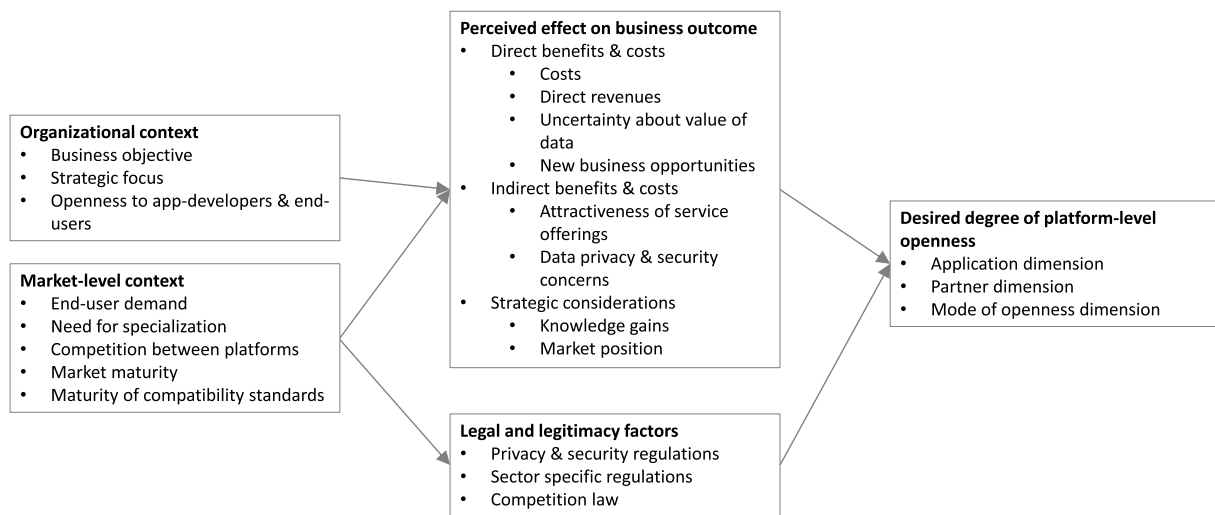 Organizational context
• Business objective
• Strategic focus
• Openness to app-developers & end-
users
Market-level context
• End-user demand
• Need for specialization
• Competition between platforms
• Market maturity
• Maturity of compatibility standards
Perceived effect on business outcome
• Direct benefits & costs
• Costs
• Direct revenues
• Uncertainty about value of
data
• New business opportunities
• Indirect benefits & costs
• Attractiveness of service
offerings
• Data privacy & security
concerns
• Strategic considerations
• Knowledge gains
• Market position
Legal and legitimacy factors
• Privacy & security regulations
• Sector specific regulations
• Competition law
Desired degree of platform-level
openness
• Application dimension
• Partner dimension
• Mode of openness dimension